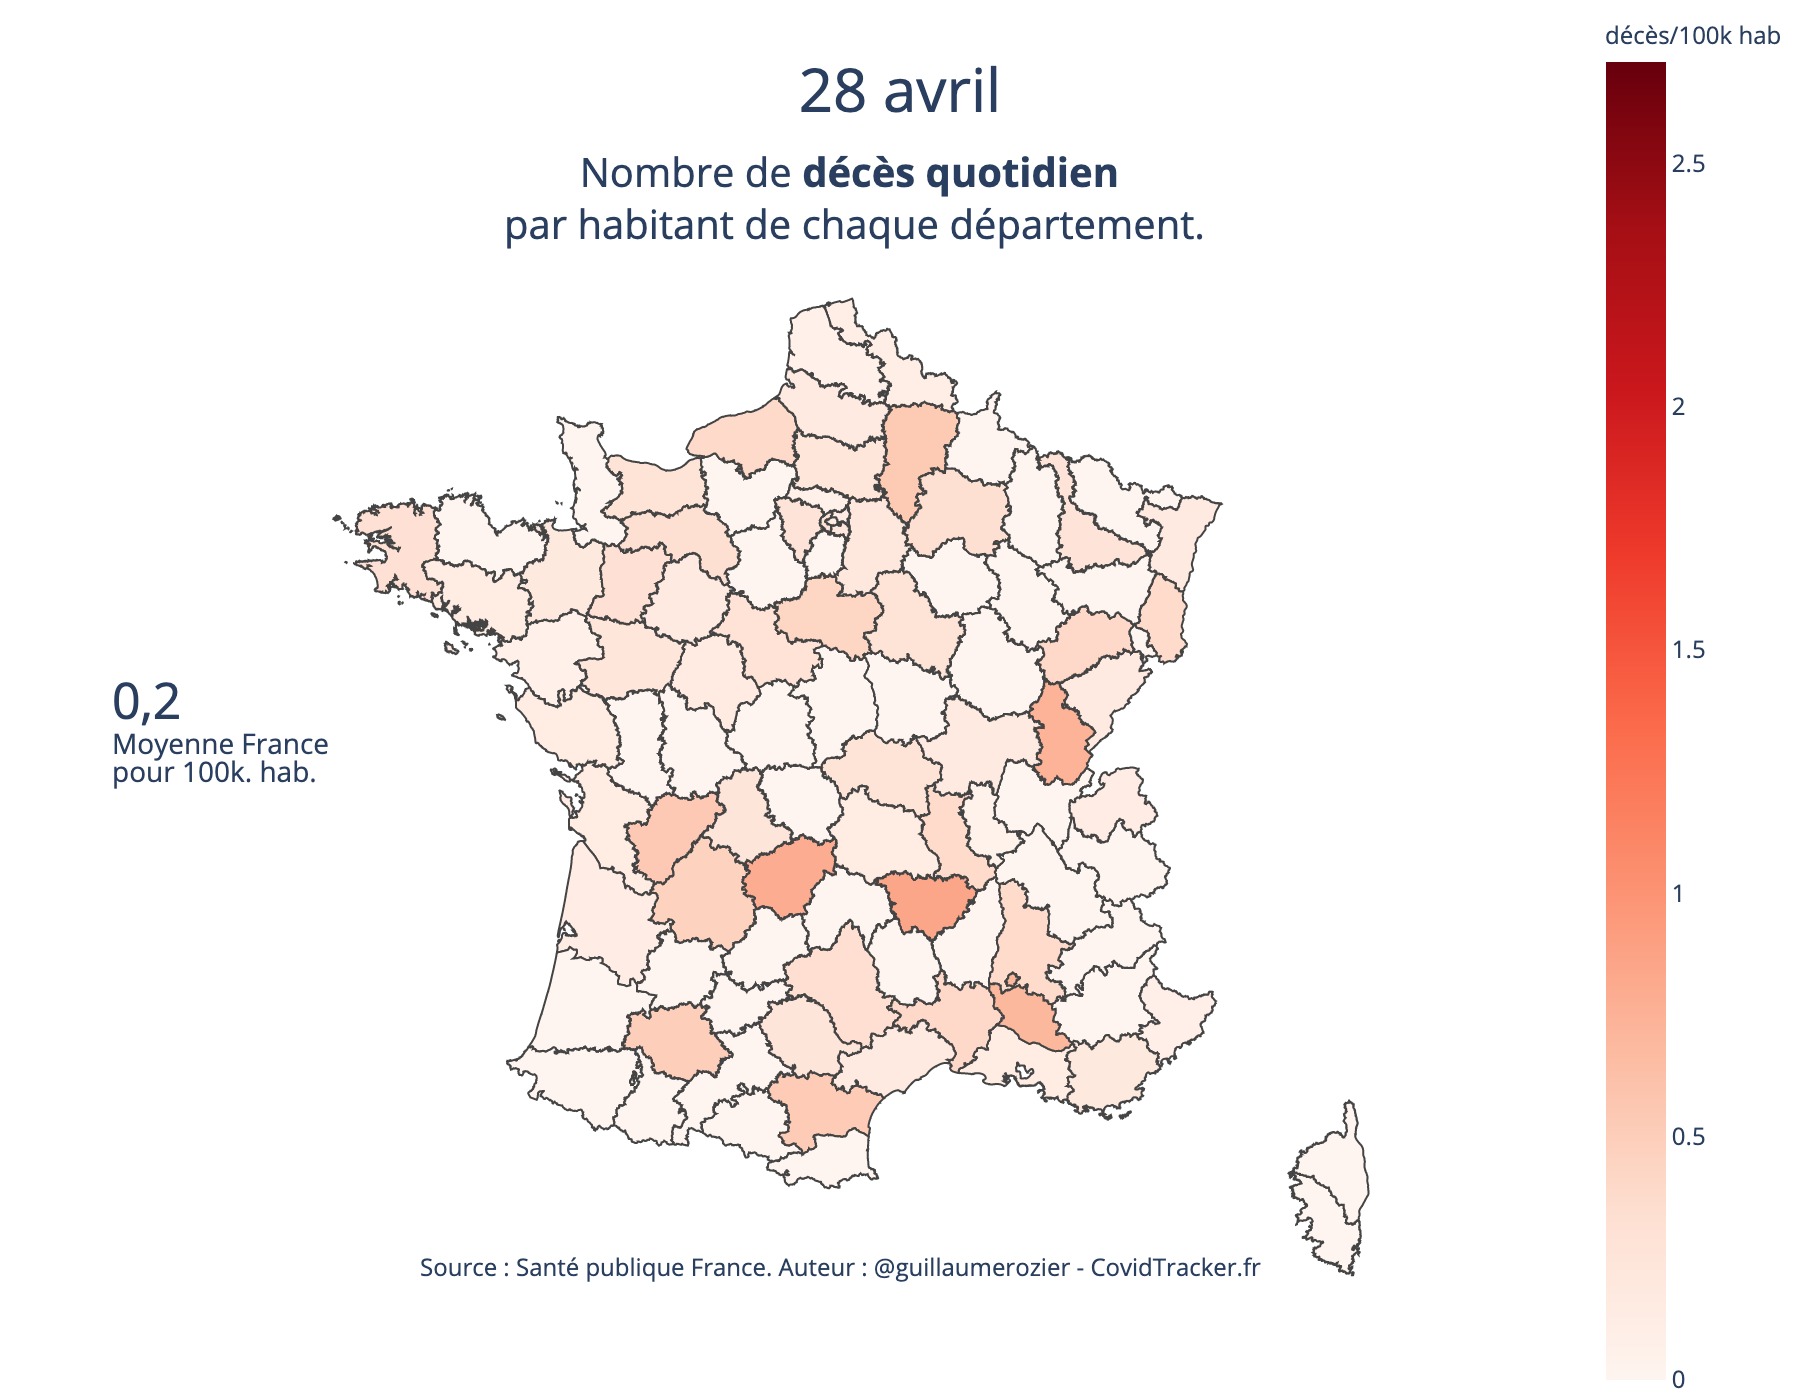 décès/100k hab
28 avril
Nombre de décès quotidien
par habitant de chaque département.
2.5
2
1.5
1
0.5
0
0,2
Moyenne France
pour 100k. hab.
Source : Santé publique France. Auteur : @guillaumerozier - CovidTracker.fr